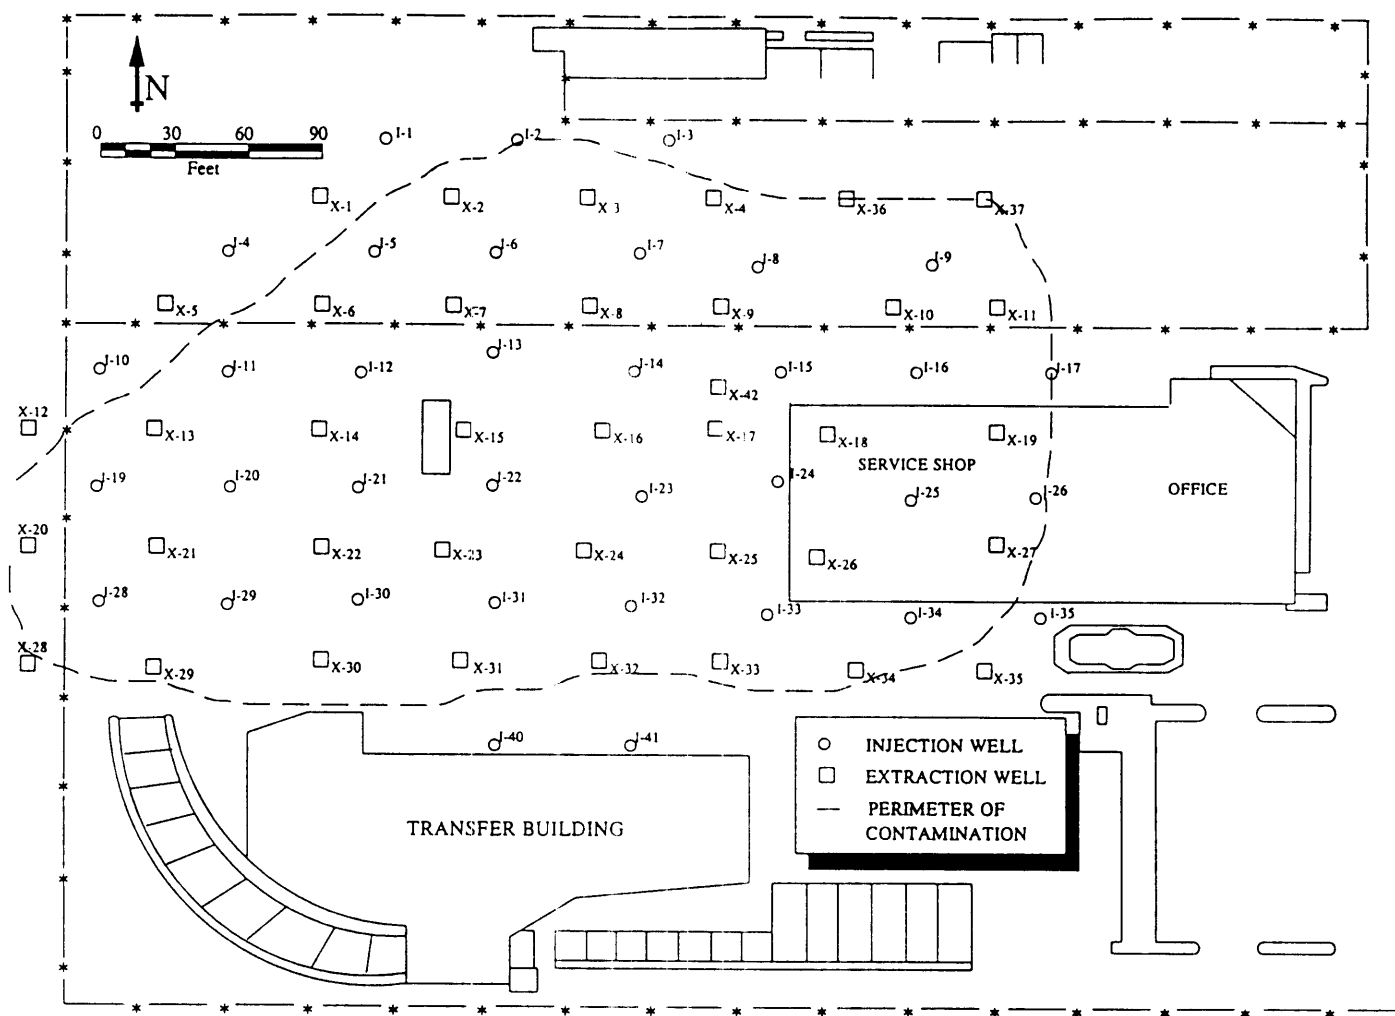 N
0 30 60 90
Feet
I-1
I-2
I-3
X-1
X-2
X-3
X-4
X-36
X-37
I-4
I-5
I-6
I-7
I-8
I-9
X-5
X-6
X-7
X-8
X-9
X-10
X-11
I-10
I-11
I-12
I-13
I-14
I-15
I-16
I-17
X-42
X-12
X-13
X-14
X-15
X-16
X-17
X-18
X-19
SERVICE SHOP
OFFICE
I-19
I-20
I-21
I-22
I-23
I-24
I-25
I-26
X-20
X-21
X-22
X-23
X-24
X-25
X-26
X-27
I-28
I-29
I-30
I-31
I-32
I-33
I-34
I-35
X-28
X-29
X-30
X-31
X-32
X-33
X-34
X-35
I-40
I-41
INJECTION WELL
EXTRACTION WELL
PERIMETER OF
CONTAMINATION
TRANSFER BUILDING